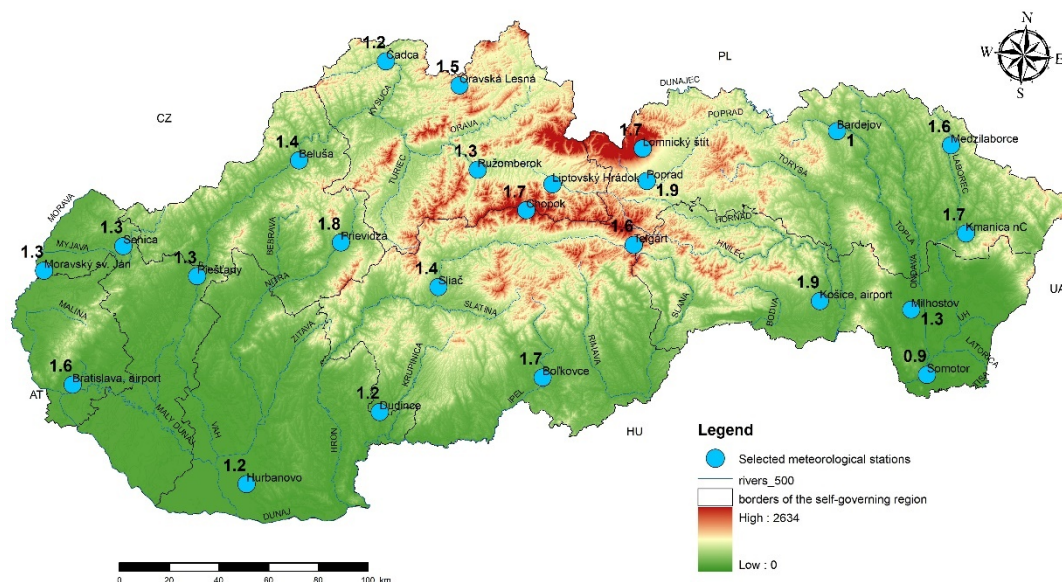 N
W
E
S
PL
CZ
UA
AT
HU
1.2
Čadca
1.5
Oravská Lesná
KYSUCA
DUNAJEC
ORAVA
POPRAD
1.7
Lomnický štít
Bardejov
1
1.6
Medzilaborce
1.4
Beluša
1.3
Ružomberok
TURIEC
Liptovský Hrádok
Poprad
1.9
TORYSA
LABOREC
1.7
Chopok
MORAVA
1.3
Senica
MYJAVA
1.8
Prievidza
BEBRAVA
HORNÁD
TOPĽA
1.7
Kmanica nC
1.6
Telgárt
HNILEC
1.3
Moravský sv. Ján
1.3
Piešťany
NITRA
1.4
Sliač
ONDAVA
MALINA
SLATINA
SLANÁ
BODVA
1.9
Košice, airport
Milhostov
1.3
UH
ŽITAVA
KRUPINICA
RIMAVA
LATORICA
1.6
Bratislava, airport
1.7
Boľkovce
0.9
Somotor
TISA
MALÝ DUNAJ
VÁH
IPEĽ
1.2
Dudince
HRON
1.2
Hurbanovo
DUNAJ
Legend
Selected meteorological stations
rivers_500
borders of the self-governing region
High : 2634
Low : 0
0 20 40 60 80 100 km